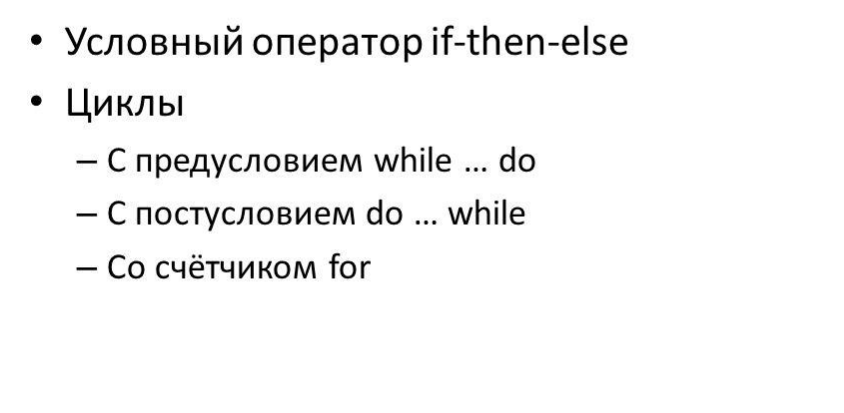 • Условный оператор if-then-else
• Циклы
– С предусловием while ... do
– С постусловием do ... while
– Со счётчиком for